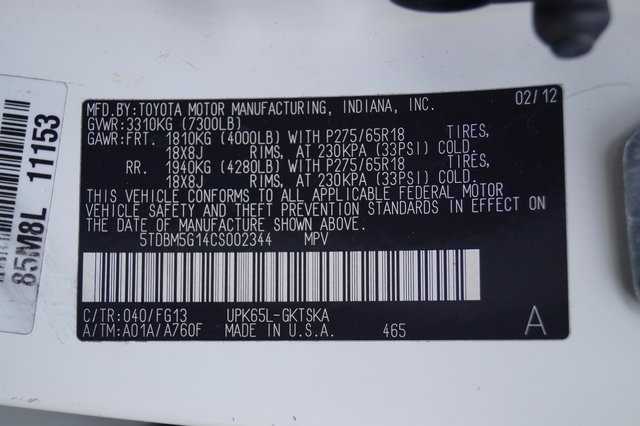 MFD.BY:TOYOTA MOTOR MANUFACTURING, INDIANA, INC. 02/12
GVWR:3310KG (7300LB)
GAWR:FRT. 1810KG (4000LB) WITH P275/65R18 TIRES,
18X8J RIMS, AT 230KPA (33PSI) COLD.
RR. 1940KG (4280LB) WITH P275/65R18 TIRES,
18X8J RIMS, AT 230KPA (33PSI) COLD.
THIS VEHICLE CONFORMS TO ALL APPLICABLE FEDERAL MOTOR
VEHICLE SAFETY AND THEFT PREVENTION STANDARDS IN EFFECT ON
THE DATE OF MANUFACTURE SHOWN ABOVE.
5TDBM5G14CS002344 MPV
C/TR:040/FG13 UPK65L-GKTSKA
A/TM:A01A/A760F MADE IN U.S.A. 465 A
85M8L 11153